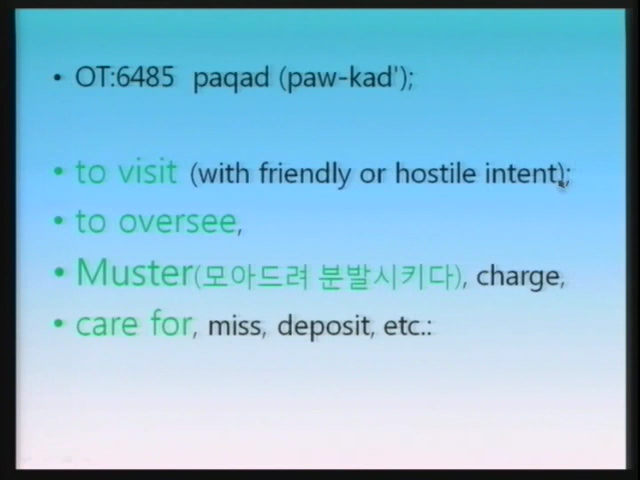 • OT:6485 paqad (paw-kad');
• to visit (with friendly or hostile intent);
• to oversee,
• Muster(모아드려 분발시키다), charge,
• care for, miss, deposit, etc.: